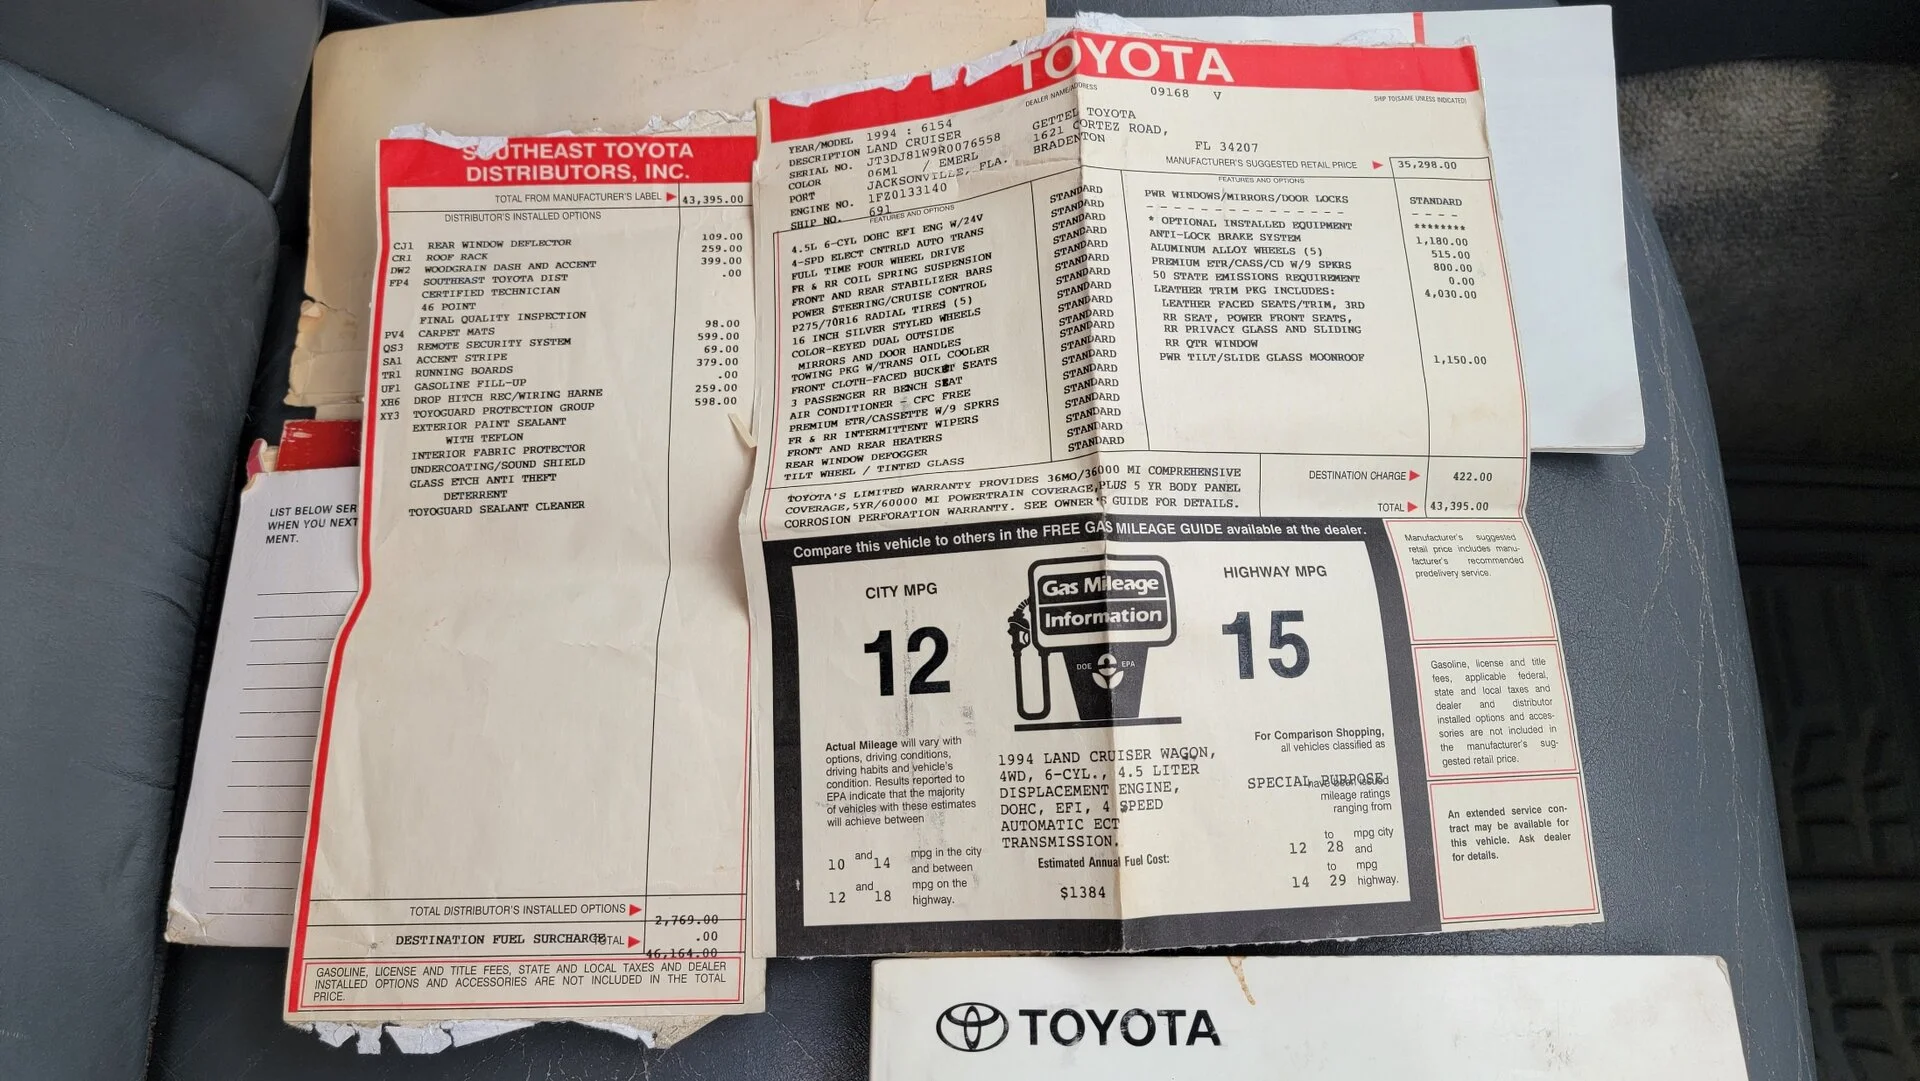 SOUTHEAST TOYOTA
DISTRIBUTORS, INC.
TOTAL FROM MANUFACTURER'S LABEL 43,395.00
DISTRIBUTOR'S INSTALLED OPTIONS
CJ1 REAR WINDOW DEFLECTOR 109.00
CR1 ROOF RACK 259.00
DW2 WOODGRAIN DASH AND ACCENT 399.00
FP4 SOUTHEAST TOYOTA DIST .00
CERTIFIED TECHNICIAN
46 POINT
FINAL QUALITY INSPECTION
PV4 CARPET MATS 98.00
QS3 REMOTE SECURITY SYSTEM 599.00
SA1 ACCENT STRIPE 69.00
TR1 RUNNING BOARDS 379.00
UF1 GASOLINE FILL-UP .00
XH6 DROP HITCH REC/WIRING HARNE 259.00
XY3 TOYOGUARD PROTECTION GROUP 598.00
EXTERIOR PAINT SEALANT
WITH TEFLON
INTERIOR FABRIC PROTECTOR
UNDERCOATING/SOUND SHIELD
GLASS ETCH ANTI THEFT
DETERRENT
TOYOGUARD SEALANT CLEANER
TOTAL DISTRIBUTOR'S INSTALLED OPTIONS 2,769.00
DESTINATION FUEL SURCHARGE .00
TOTAL 46,164.00
GASOLINE, LICENSE AND TITLE FEES, STATE AND LOCAL TAXES AND DEALER
INSTALLED OPTIONS AND ACCESSORIES ARE NOT INCLUDED IN THE TOTAL
PRICE.
LIST BELOW SER
WHEN YOU NEXT
MENT.
TOYOTA
DEALER NAME/ADDRESS
09168 V
SHIP TO(SAME UNLESS INDICATED)
YEAR/MODEL 1994 : 6154
DESCRIPTION LAND CRUISER
SERIAL NO. JT3DJ81W9R0076558
COLOR 06M1 / EMERL
PORT JACKSONVILLE, FLA.
ENGINE NO. 1FZ0133140
SHIP NO. 691
GETTEL TOYOTA
1621 CORTEZ ROAD,
BRADENTON FL 34207
MANUFACTURER'S SUGGESTED RETAIL PRICE 35,298.00
FEATURES AND OPTIONS
4.5L 6-CYL DOHC EFI ENG W/24V STANDARD
4-SPD ELECT CNTRLD AUTO TRANS STANDARD
FULL TIME FOUR WHEEL DRIVE STANDARD
FR & RR COIL SPRING SUSPENSION STANDARD
FRONT AND REAR STABILIZER BARS STANDARD
POWER STEERING/CRUISE CONTROL STANDARD
P275/70R16 RADIAL TIRES (5) STANDARD
16 INCH SILVER STYLED WHEELS STANDARD
COLOR-KEYED DUAL OUTSIDE STANDARD
MIRRORS AND DOOR HANDLES STANDARD
TOWING PKG W/TRANS OIL COOLER STANDARD
FRONT CLOTH-FACED BUCKET SEATS STANDARD
3 PASSENGER RR BENCH SEAT STANDARD
AIR CONDITIONER - CFC FREE STANDARD
PREMIUM ETR/CASSETTE W/9 SPKRS STANDARD
FR & RR INTERMITTENT WIPERS STANDARD
FRONT AND REAR HEATERS STANDARD
REAR WINDOW DEFOGGER STANDARD
TILT WHEEL / TINTED GLASS STANDARD
FEATURES AND OPTIONS
PWR WINDOWS/MIRRORS/DOOR LOCKS STANDARD
- - - - - - - - - - - - - - - - - - -
* OPTIONAL INSTALLED EQUIPMENT ********
ANTI-LOCK BRAKE SYSTEM 1,180.00
ALUMINUM ALLOY WHEELS (5) 515.00
PREMIUM ETR/CASS/CD W/9 SPKRS 800.00
50 STATE EMISSIONS REQUIREMENT 0.00
LEATHER TRIM PKG INCLUDES: 4,030.00
LEATHER FACED SEATS/TRIM, 3RD
RR SEAT, POWER FRONT SEATS,
RR PRIVACY GLASS AND SLIDING
RR QTR WINDOW
PWR TILT/SLIDE GLASS MOONROOF 1,150.00
TOYOTA'S LIMITED WARRANTY PROVIDES 36MO/36000 MI COMPREHENSIVE
COVERAGE,5YR/60000 MI POWERTRAIN COVERAGE,PLUS 5 YR BODY PANEL
CORROSION PERFORATION WARRANTY. SEE OWNER'S GUIDE FOR DETAILS.
DESTINATION CHARGE 422.00
TOTAL 43,395.00
Compare this vehicle to others in the FREE GAS MILEAGE GUIDE available at the dealer.
CITY MPG
12
Gas Mileage
Information
DOE EPA
HIGHWAY MPG
15
Actual Mileage will vary with
options, driving conditions,
driving habits and vehicle's
condition. Results reported to
EPA indicate that the majority
of vehicles with these estimates
will achieve between
10 and 14 mpg in the city
and between
12 and 18 mpg on the
highway.
1994 LAND CRUISER WAGON,
4WD, 6-CYL., 4.5 LITER
DISPLACEMENT ENGINE,
DOHC, EFI, 4 SPEED
AUTOMATIC ECT
TRANSMISSION.
Estimated Annual Fuel Cost:
$1384
For Comparison Shopping,
all vehicles classified as
SPECIAL PURPOSE
have been issued
mileage ratings
ranging from
12 to 28 mpg city
and
14 to 29 mpg
highway.
Manufacturer's suggested
retail price includes manu-
facturer's recommended
predelivery service.
Gasoline, license and title
fees, applicable federal,
state and local taxes and
dealer and distributor
installed options and acces-
sories are not included in
the manufacturer's sug-
gested retail price.
An extended service con-
tract may be available for
this vehicle. Ask dealer
for details.
TOYOTA